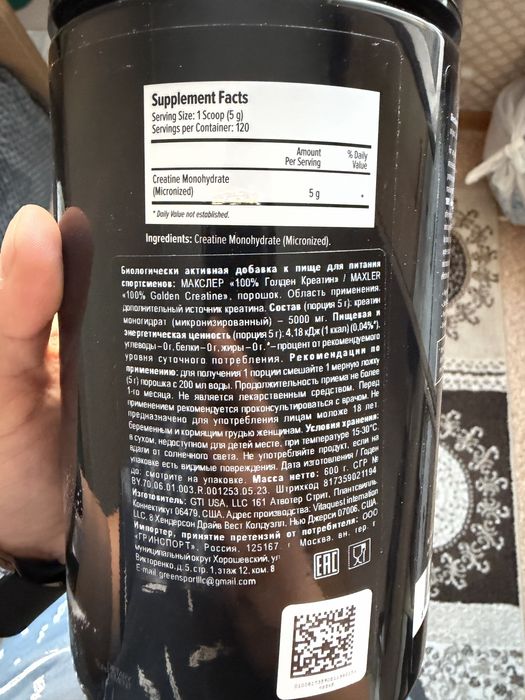 Supplement Facts
Serving Size: 1 Scoop (5 g)
Servings per Container: 120
Amount Per Serving
% Daily Value
Creatine Monohydrate (Micronized) 5 g *
* Daily Value not established.
Ingredients: Creatine Monohydrate (Micronized).
Биологически активная добавка к пище для питания
спортсменов: МАКСЛЕР «100% Голден Креатин» / MAXLER
«100% Golden Creatine», порошок. Область применения:
дополнительный источник креатина. Состав (порция 5 г): креатин
моногидрат (микронизированный) – 5000 мг. Пищевая и
энергетическая ценность (порция 5 г): 4,18 кДж (1 ккал) (0,04%*),
углеводы – 0 г, белки – 0 г, жиры – 0 г. *–процент от рекомендуемого
уровня суточного потребления. Рекомендации по
применению: для получения 1 порции смешайте 1 мерную ложку
(5 г) порошка с 200 мл воды. Продолжительность приема не более
1-го месяца. Не является лекарственным средством. Перед
применением рекомендуется проконсультироваться с врачом. Не
предназначено для употребления лицам моложе 18 лет,
беременным и кормящим грудью женщинам. Условия хранения:
в сухом, недоступном для детей месте, при температуре 15-30°C,
вдали от солнечного света. Не употребляйте продукт, если на
упаковке есть видимые повреждения. Дата изготовления / Годен
до: смотрите на упаковке. Масса нетто: 600 г. СГР №
BY.70.06.01.003.R.001253.05.23. Штрихкод 817359021194
Изготовитель: GTI USA, LLC 161 Атвотер Стрит, Плантсвилль,
Коннектикут 06479, США. Адрес производства: Vitaquest International
LLC, 8 Хендерсон Драйв Вест Колдуэлл, Нью Джерси 07006, США
Импортер, принятие претензий от потребителя: ООО
«ГРИНСПОРТ», Россия, 125167, г. Москва, вн. тер. г.
муниципальный округ Хорошевский, ул
Викторенко, д. 5, стр. 1, этаж 12, ком. 8
E-mail: greensportllc@gmail.com
EAC